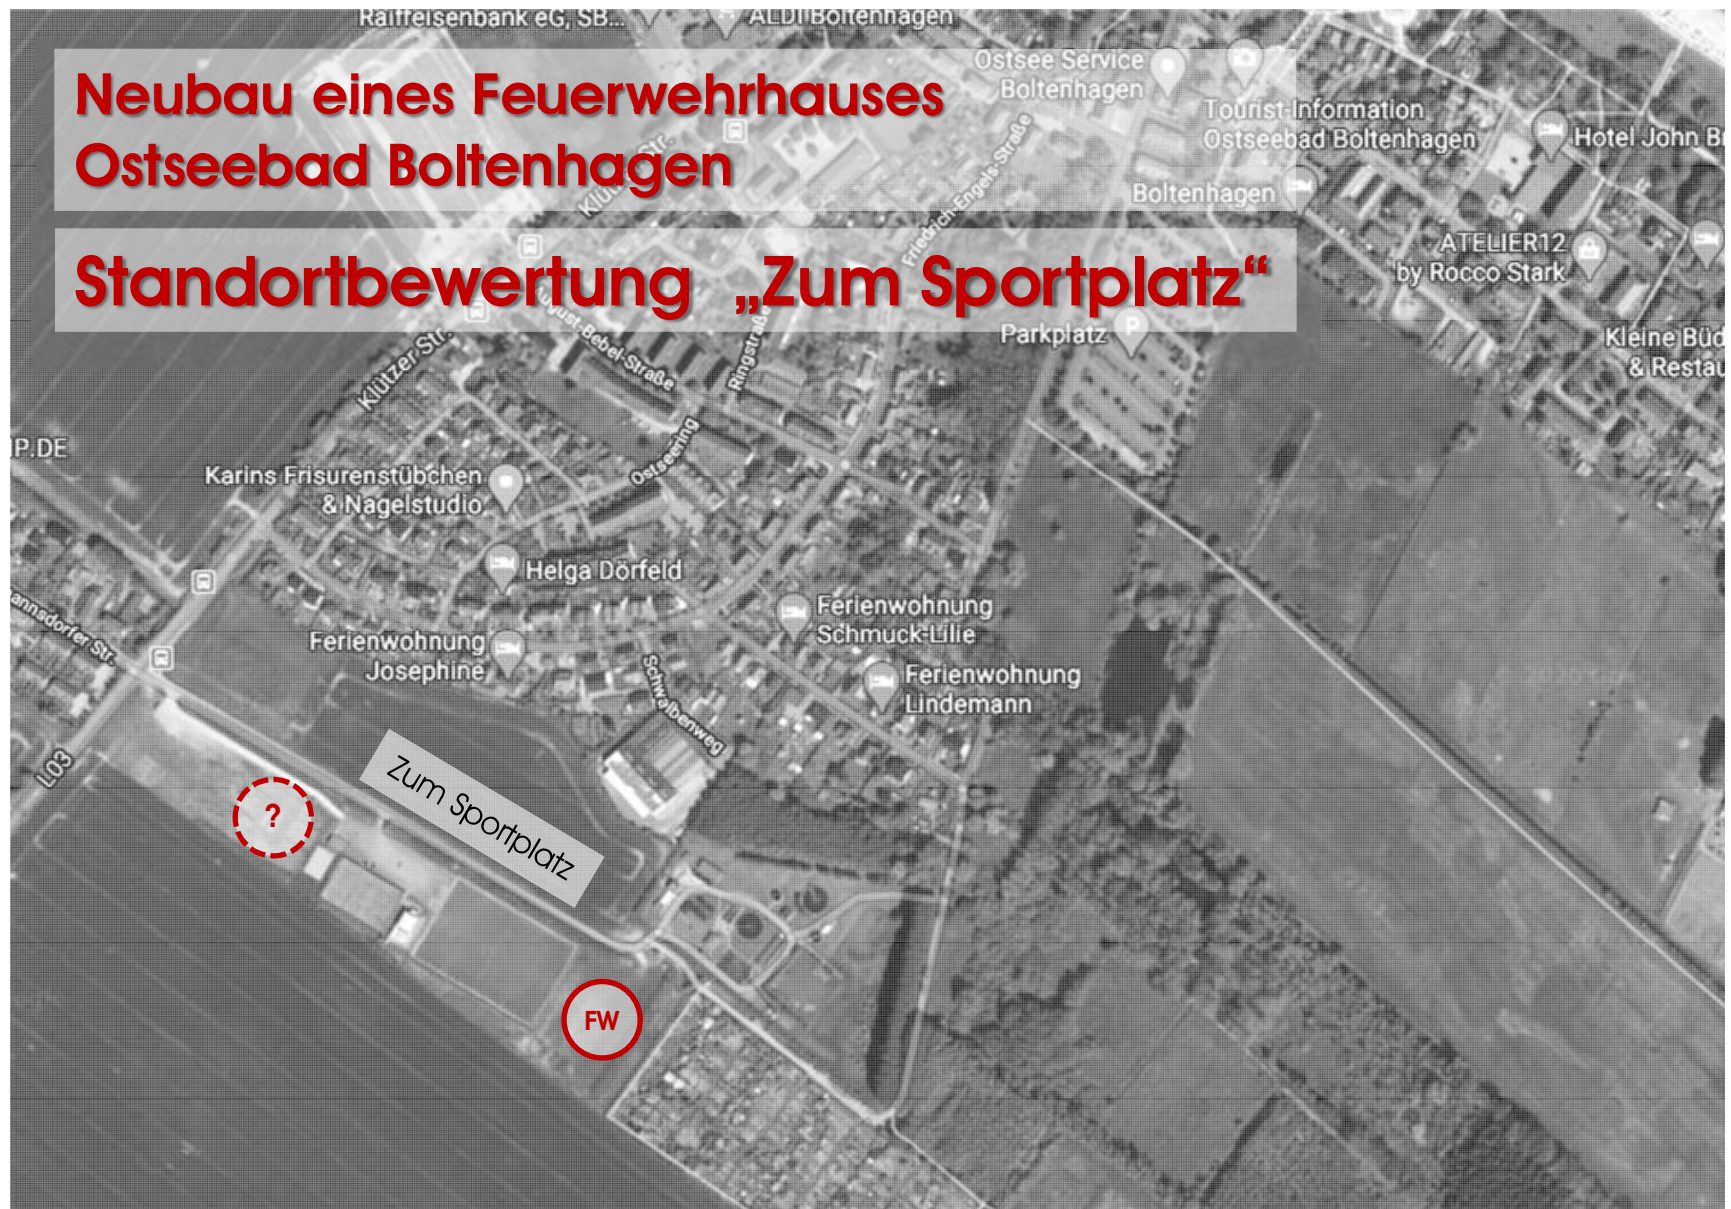 Raiffeisenbank eG, SB...
ALDI Boltenhagen
Neubau eines Feuerwehrhauses
Ostseebad Boltenhagen
Ostsee Service
Boltenhagen
Tourist-Information
Ostseebad Boltenhagen
Hotel John B
Klützer Str.
Friedrich-Engels-Straße
Boltenhagen
ATELIER12
by Rocco Stark
Standortbewertung „Zum Sportplatz“
Parkplatz
P
Kleine Büd
& Restau
August-Bebel-Straße
Ringstraße
Klützer Str.
IP.DE
Karins Frisurenstübchen
& Nagelstudio
Ostseering
Helga Dörfeld
Ferienwohnung
Schmuck-Lilie
annsdorfer Str.
Ferienwohnung
Josephine
Ferienwohnung
Lindemann
Schwalbenweg
L03
Zum Sportplatz
?
FW